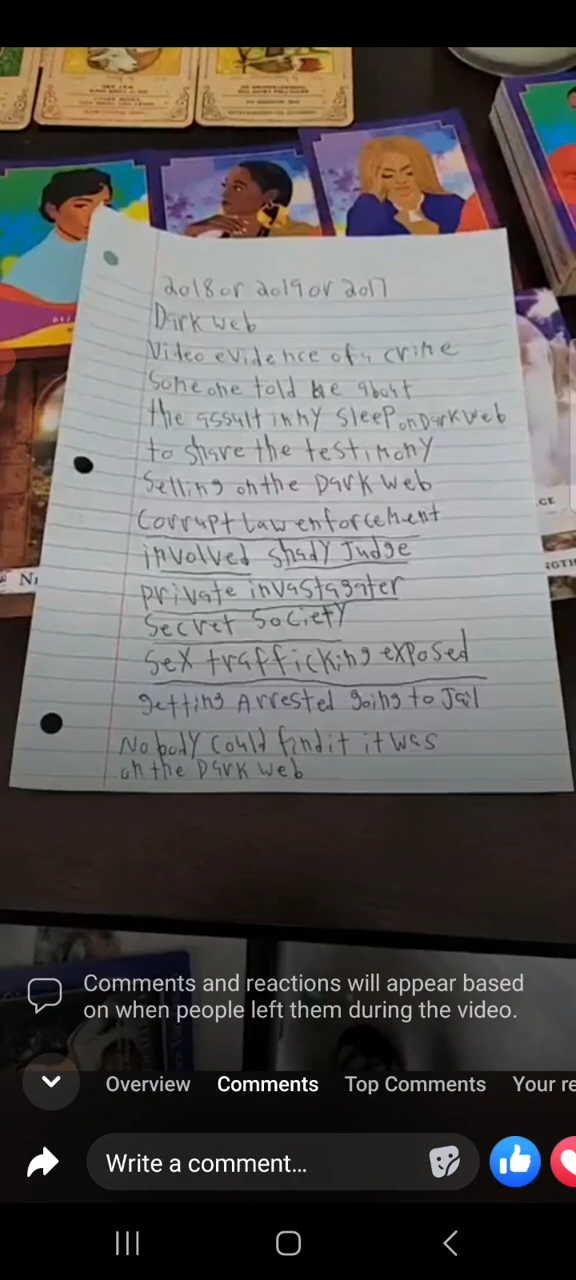 2018 or 2019 or 2017
Dark web
Video evidence of a crime
Someone told me about
the assult in my sleep on Dark web
to share the testimony
Selling on the Dark web
Corrupt law enforcement
involved shady Judge
private invastagater
Secret Society
Sex trafficking exposed
getting Arrested going to Jail
Nobody could find it it was
on the Dark web
Comments and reactions will appear based
on when people left them during the video.
Overview Comments Top Comments Your re
Write a comment...